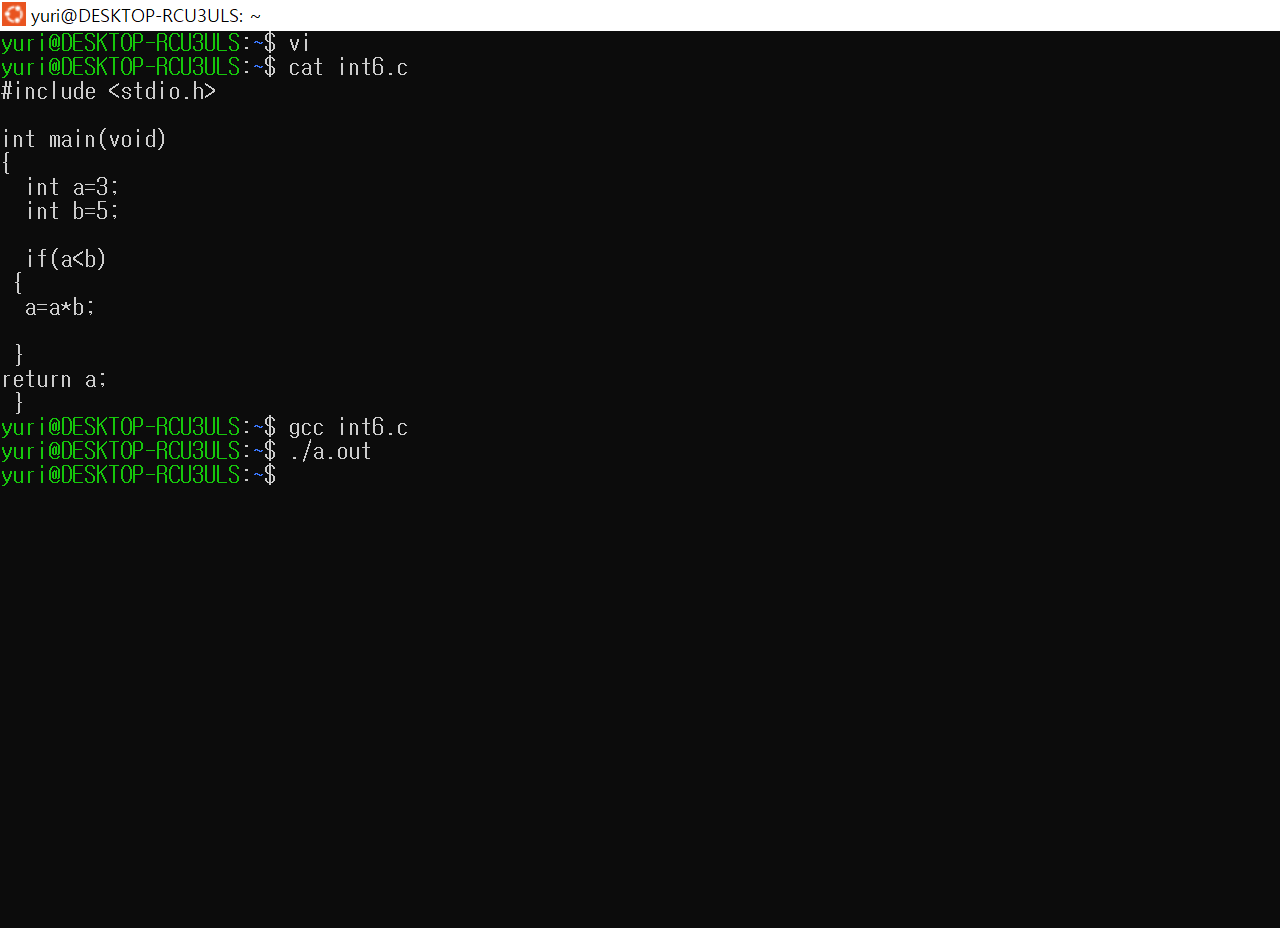 yuri@DESKTOP-RCU3ULS: ~
yuri@DESKTOP-RCU3ULS:~$ vi
yuri@DESKTOP-RCU3ULS:~$ cat int6.c
#include <stdio.h>

int main(void)
{
  int a=3;
  int b=5;

  if(a<b)
 {
  a=a*b;

 }
return a;
 }
yuri@DESKTOP-RCU3ULS:~$ gcc int6.c
yuri@DESKTOP-RCU3ULS:~$ ./a.out
yuri@DESKTOP-RCU3ULS:~$